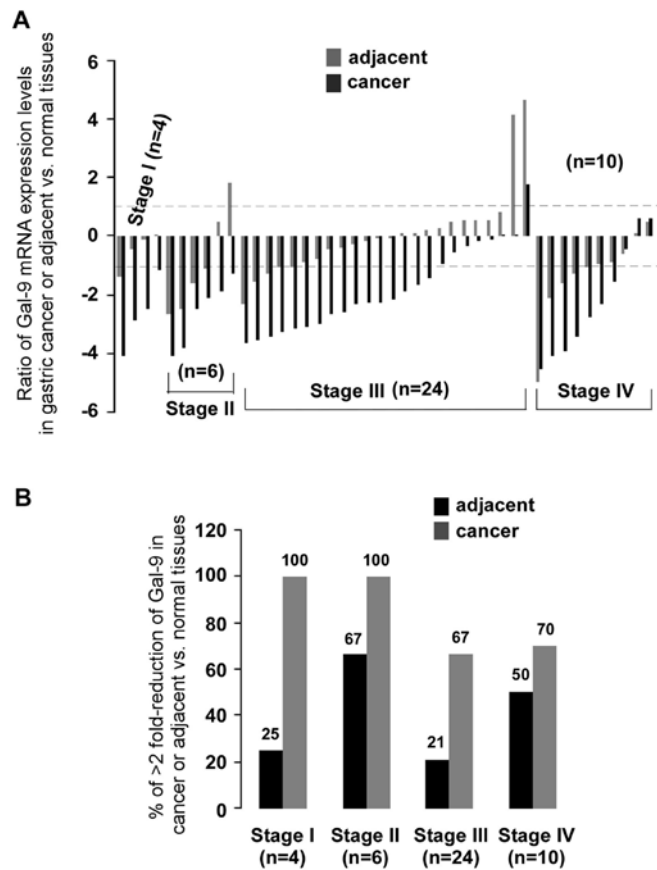 A
Ratio of Gal-9 mRNA expression levels
in gastric cancer or adjacent vs. normal tissues
6
4
2
0
-2
-4
-6
adjacent
cancer
Stage I (n=4)
(n=10)
(n=6)
Stage II
Stage III (n=24)
Stage IV
B
% of >2 fold-reduction of Gal-9 in
cancer or adjacent vs. normal tissues
120
100
80
60
40
20
0
adjacent
cancer
25
100
67
100
21
67
50
70
Stage I
(n=4)
Stage II
(n=6)
Stage III
(n=24)
Stage IV
(n=10)